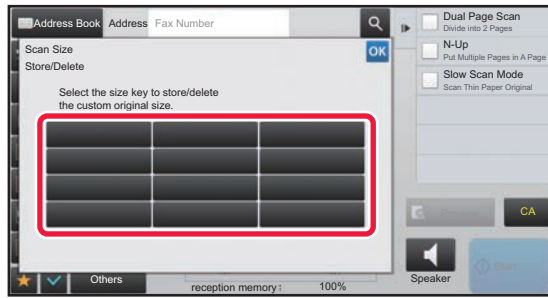 Address Book Address Fax Number
Scan Size
Store/Delete
OK
Select the size key to store/delete
the custom original size.
Dual Page Scan
Divide into 2 Pages
N-Up
Put Multiple Pages in A Page
Slow Scan Mode
Scan Thin Paper Original
CA
Others
reception memory: 100%
Speaker
Start